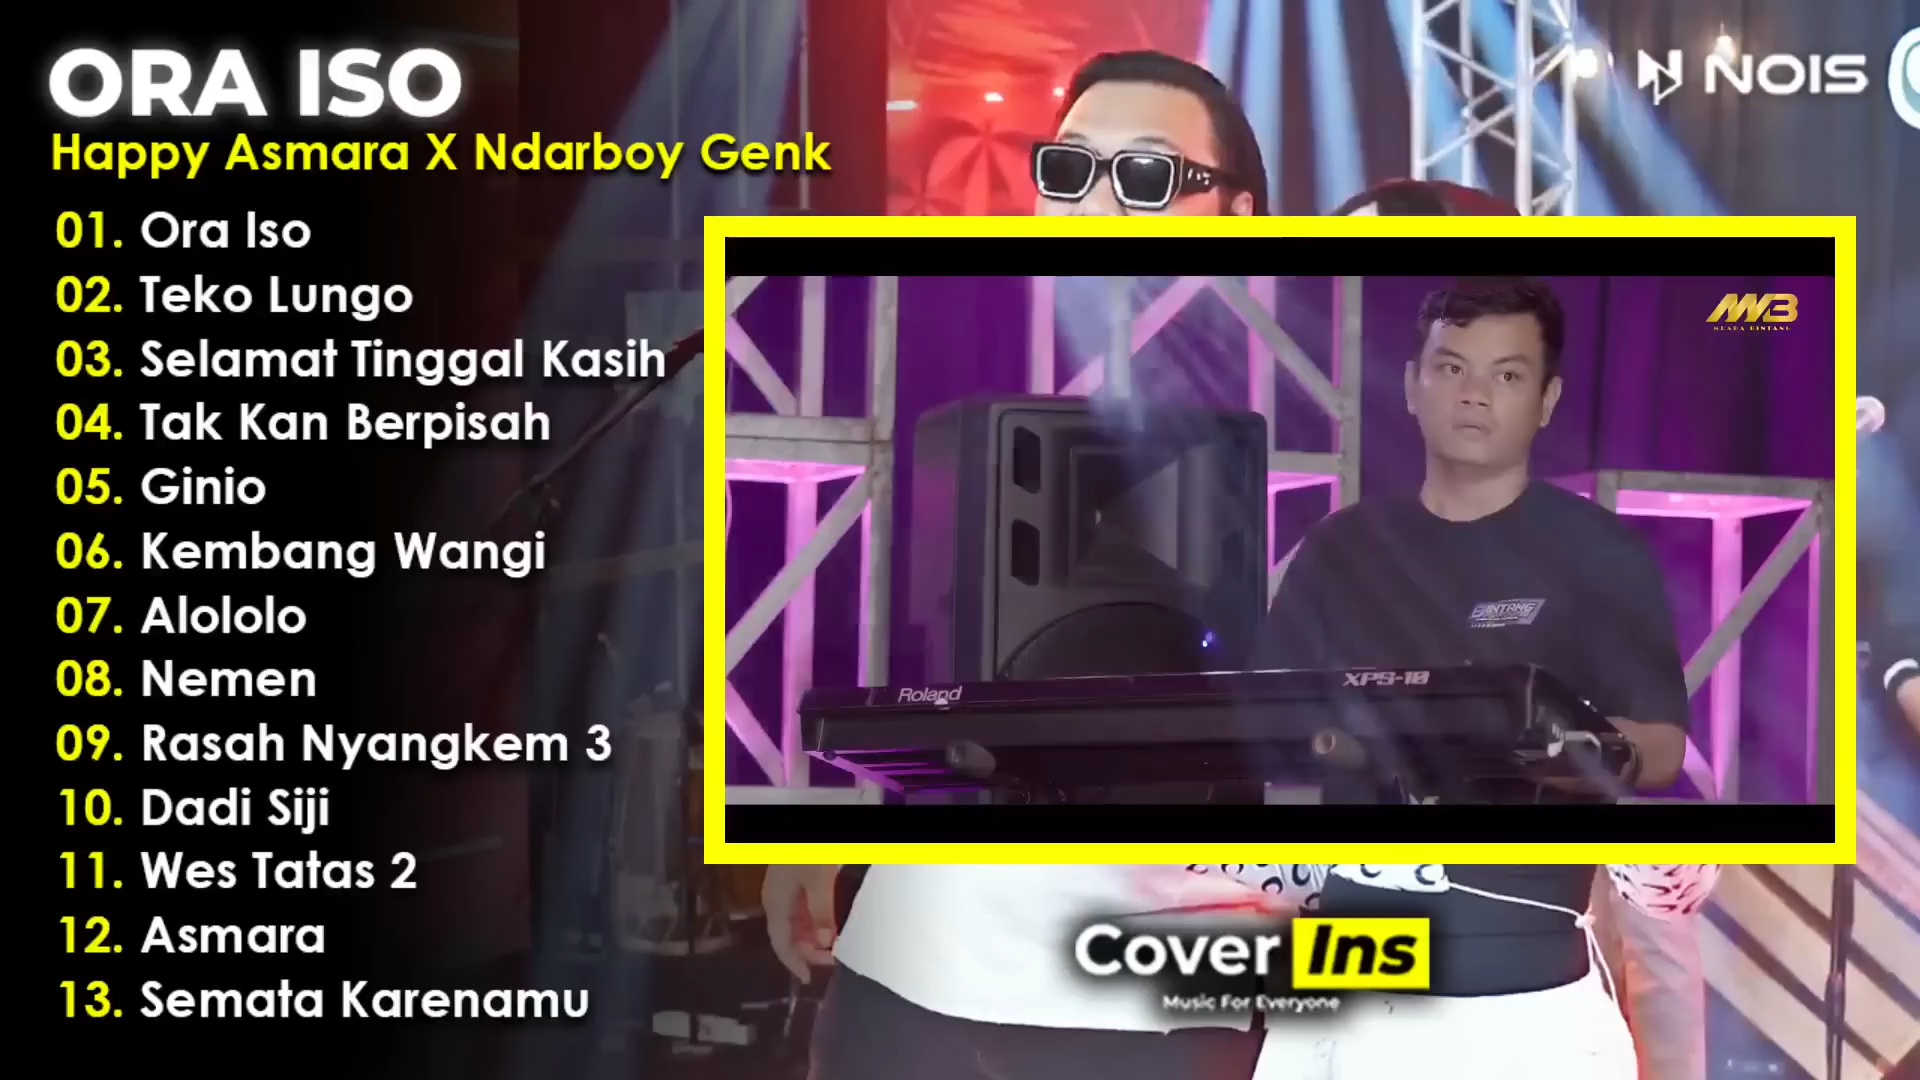 ORA ISO
Happy Asmara X Ndarboy Genk
01. Ora Iso
02. Teko Lungo
03. Selamat Tinggal Kasih
04. Tak Kan Berpisah
05. Ginio
06. Kembang Wangi
07. Alololo
08. Nemen
09. Rasah Nyangkem 3
10. Dadi Siji
11. Wes Tatas 2
12. Asmara
13. Semata Karenamu
NOIS
MB
BINTANG
Roland
XPS-10
Cover Ins
Music For Everyone